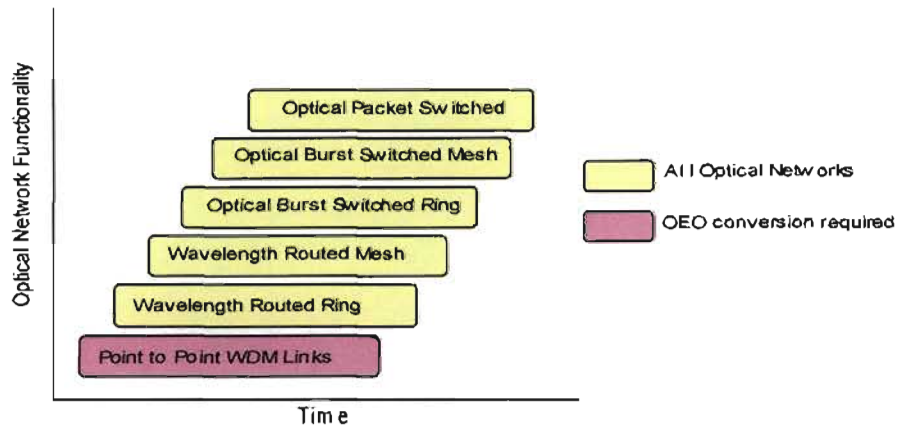 Optical Network Functionality
Optical Packet Switched
Optical Burst Switched Mesh
Optical Burst Switched Ring
Wavelength Routed Mesh
Wavelength Routed Ring
Point to Point WDM Links
Time
All Optical Networks
OEO conversion required